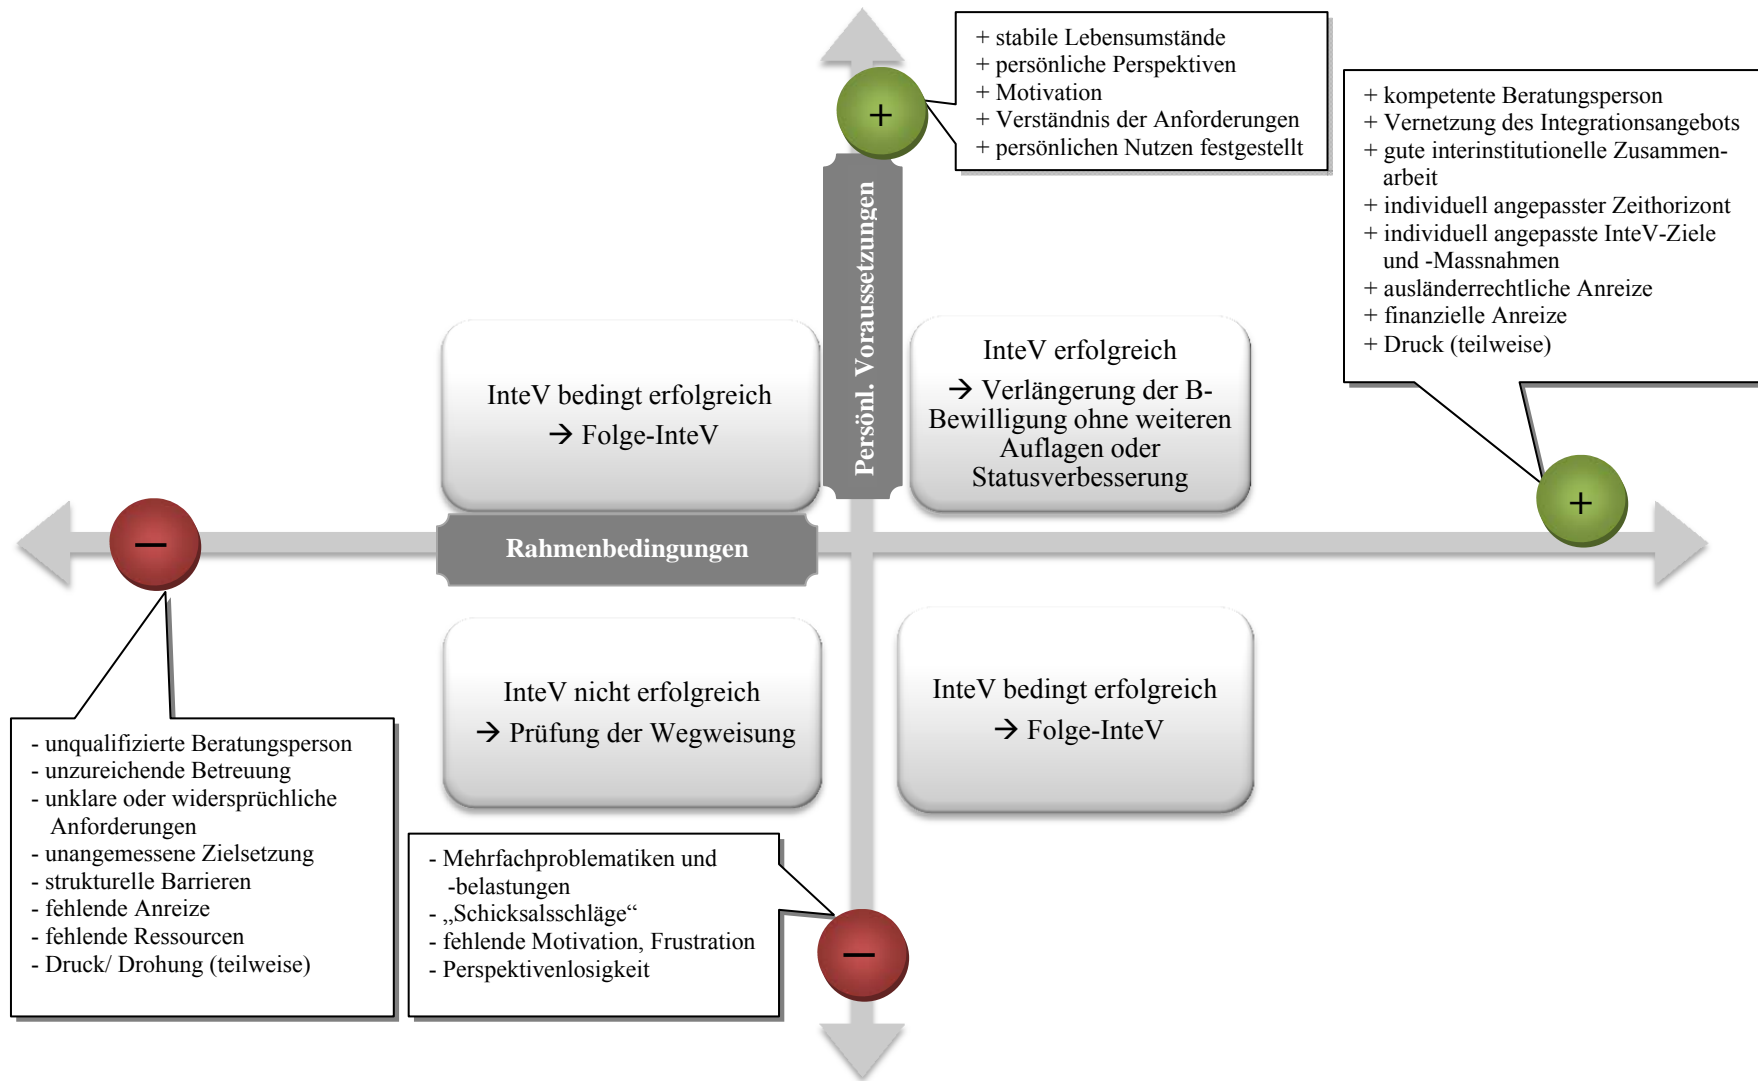 + stabile Lebensumstände
+ persönliche Perspektiven
+ Motivation
+ Verständnis der Anforderungen
+ persönlichen Nutzen festgestellt
+ kompetente Beratungsperson
+ Vernetzung des Integrationsangebots
+ gute interinstitutionelle Zusammen-
arbeit
+ individuell angepasster Zeithorizont
+ individuell angepasste InteV-Ziele
und -Massnahmen
+ ausländerrechtliche Anreize
+ finanzielle Anreize
+ Druck (teilweise)
+
Persönl. Voraussetzungen
InteV bedingt erfolgreich
→ Folge-InteV
InteV erfolgreich
→ Verlängerung der B-
Bewilligung ohne weiteren
Auflagen oder
Statusverbesserung
–
Rahmenbedingungen
+
InteV nicht erfolgreich
→ Prüfung der Wegweisung
InteV bedingt erfolgreich
→ Folge-InteV
- unqualifizierte Beratungsperson
- unzureichende Betreuung
- unklare oder widersprüchliche
Anforderungen
- unangemessene Zielsetzung
- strukturelle Barrieren
- fehlende Anreize
- fehlende Ressourcen
- Druck/ Drohung (teilweise)
- Mehrfachproblematiken und
-belastungen
- „Schicksalsschläge“
- fehlende Motivation, Frustration
- Perspektivenlosigkeit
–